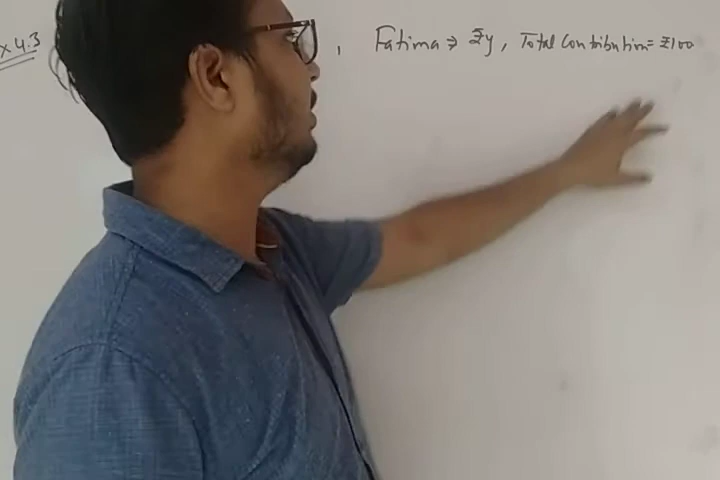 x 4.3 , Fatima ⇒ ₹y, Total Contribution = ₹100